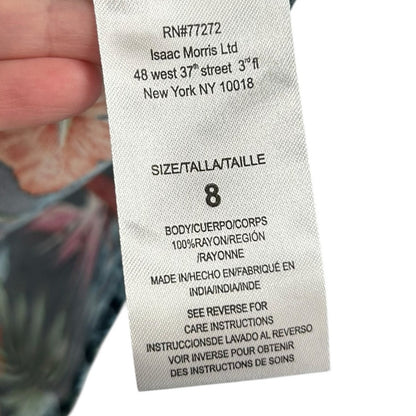 RN#77272
Isaac Morris Ltd
48 west 37th street 3rd fl
New York NY 10018
SIZE/TALLA/TAILLE
8
BODY/CUERPO/CORPS
100%RAYON/REGIÓN
/RAYONNE
MADE IN/HECHO EN/FABRIQUÉ EN
INDIA/INDIA/INDE
SEE REVERSE FOR
CARE INSTRUCTIONS
INSTRUCCIONSDE LAVADO AL REVERSO
VOIR INVERSE POUR OBTENIR
DES INSTRUCTIONS DE SOINS